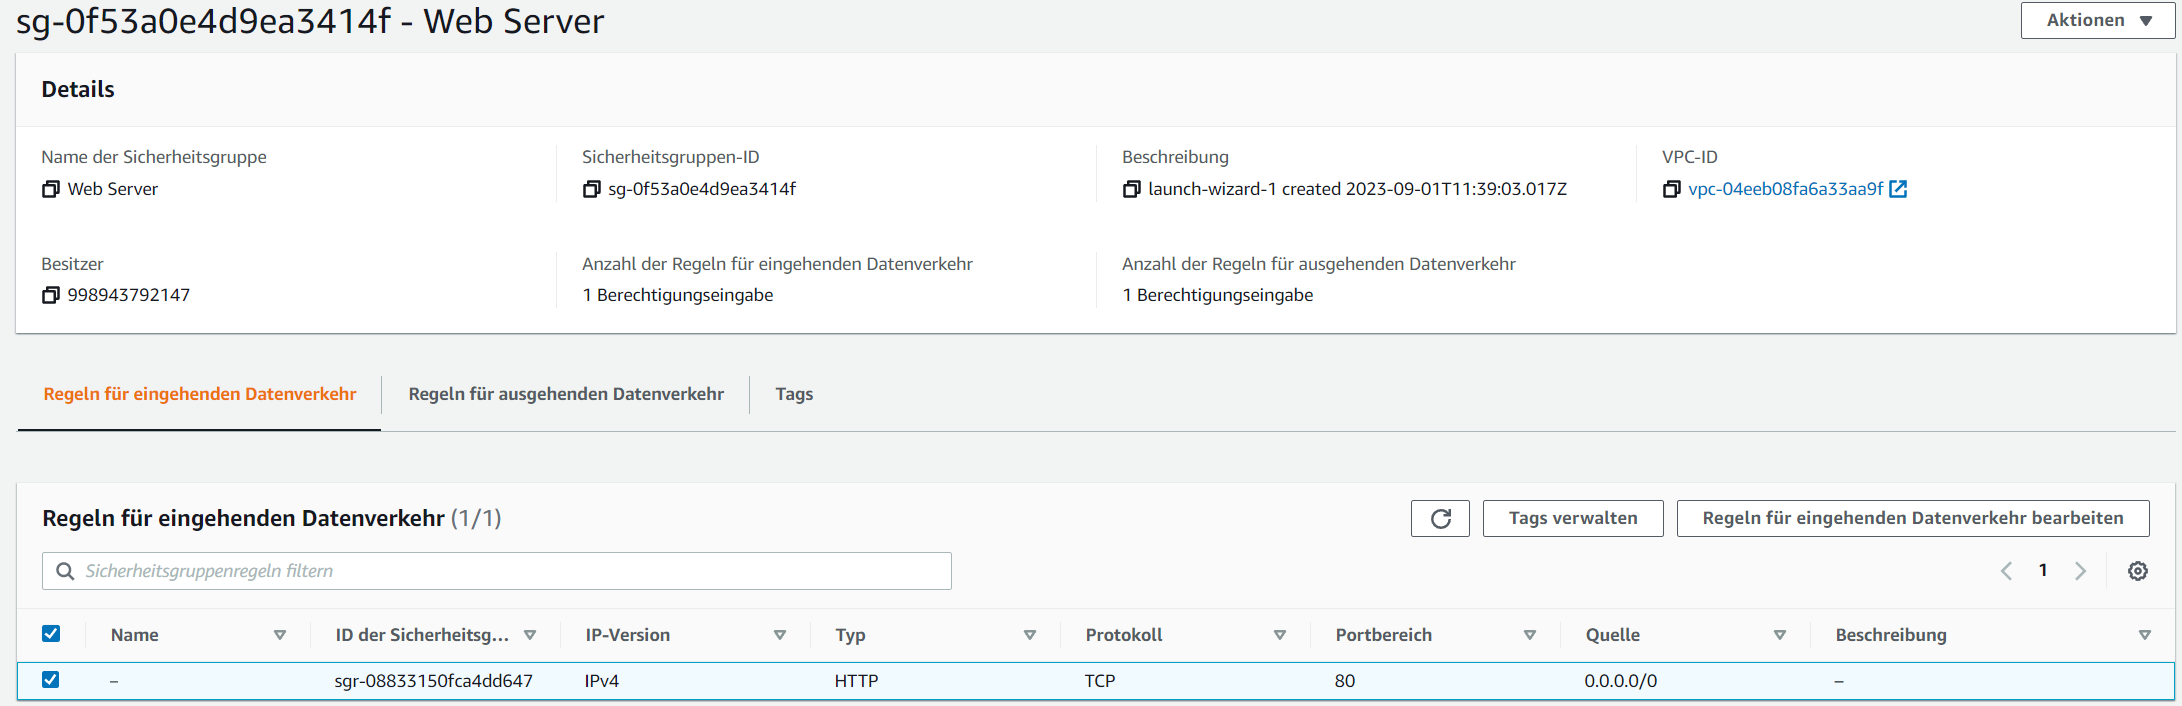 sg-0f53a0e4d9ea3414f - Web Server
Aktionen
Details
Name der Sicherheitsgruppe
Web Server
Sicherheitsgruppen-ID
sg-0f53a0e4d9ea3414f
Beschreibung
launch-wizard-1 created 2023-09-01T11:39:03.017Z
VPC-ID
vpc-04eeb08fa6a33aa9f
Besitzer
998943792147
Anzahl der Regeln für eingehenden Datenverkehr
1 Berechtigungseingabe
Anzahl der Regeln für ausgehenden Datenverkehr
1 Berechtigungseingabe
Regeln für eingehenden Datenverkehr
Regeln für ausgehenden Datenverkehr
Tags
Regeln für eingehenden Datenverkehr (1/1)
Tags verwalten
Regeln für eingehenden Datenverkehr bearbeiten
Sicherheitsgruppenregeln filtern
1
Name
ID der Sicherheitsg...
IP-Version
Typ
Protokoll
Portbereich
Quelle
Beschreibung
–
sgr-08833150fca4dd647
IPv4
HTTP
TCP
80
0.0.0.0/0
–